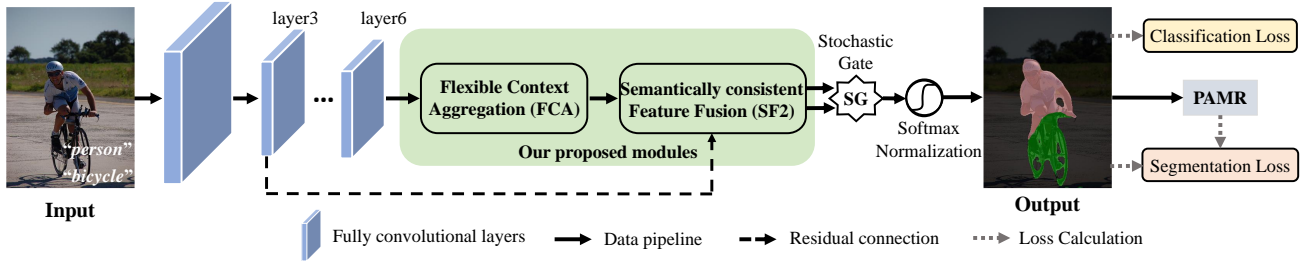 layer3
layer6
"person"
"bicycle"
Input
...
Flexible Context
Aggregation (FCA)
Semantically consistent
Feature Fusion (SF2)
Our proposed modules
Stochastic
Gate
SG
Softmax
Normalization
Output
Classification Loss
PAMR
Segmentation Loss
Fully convolutional layers
Data pipeline
Residual connection
Loss Calculation